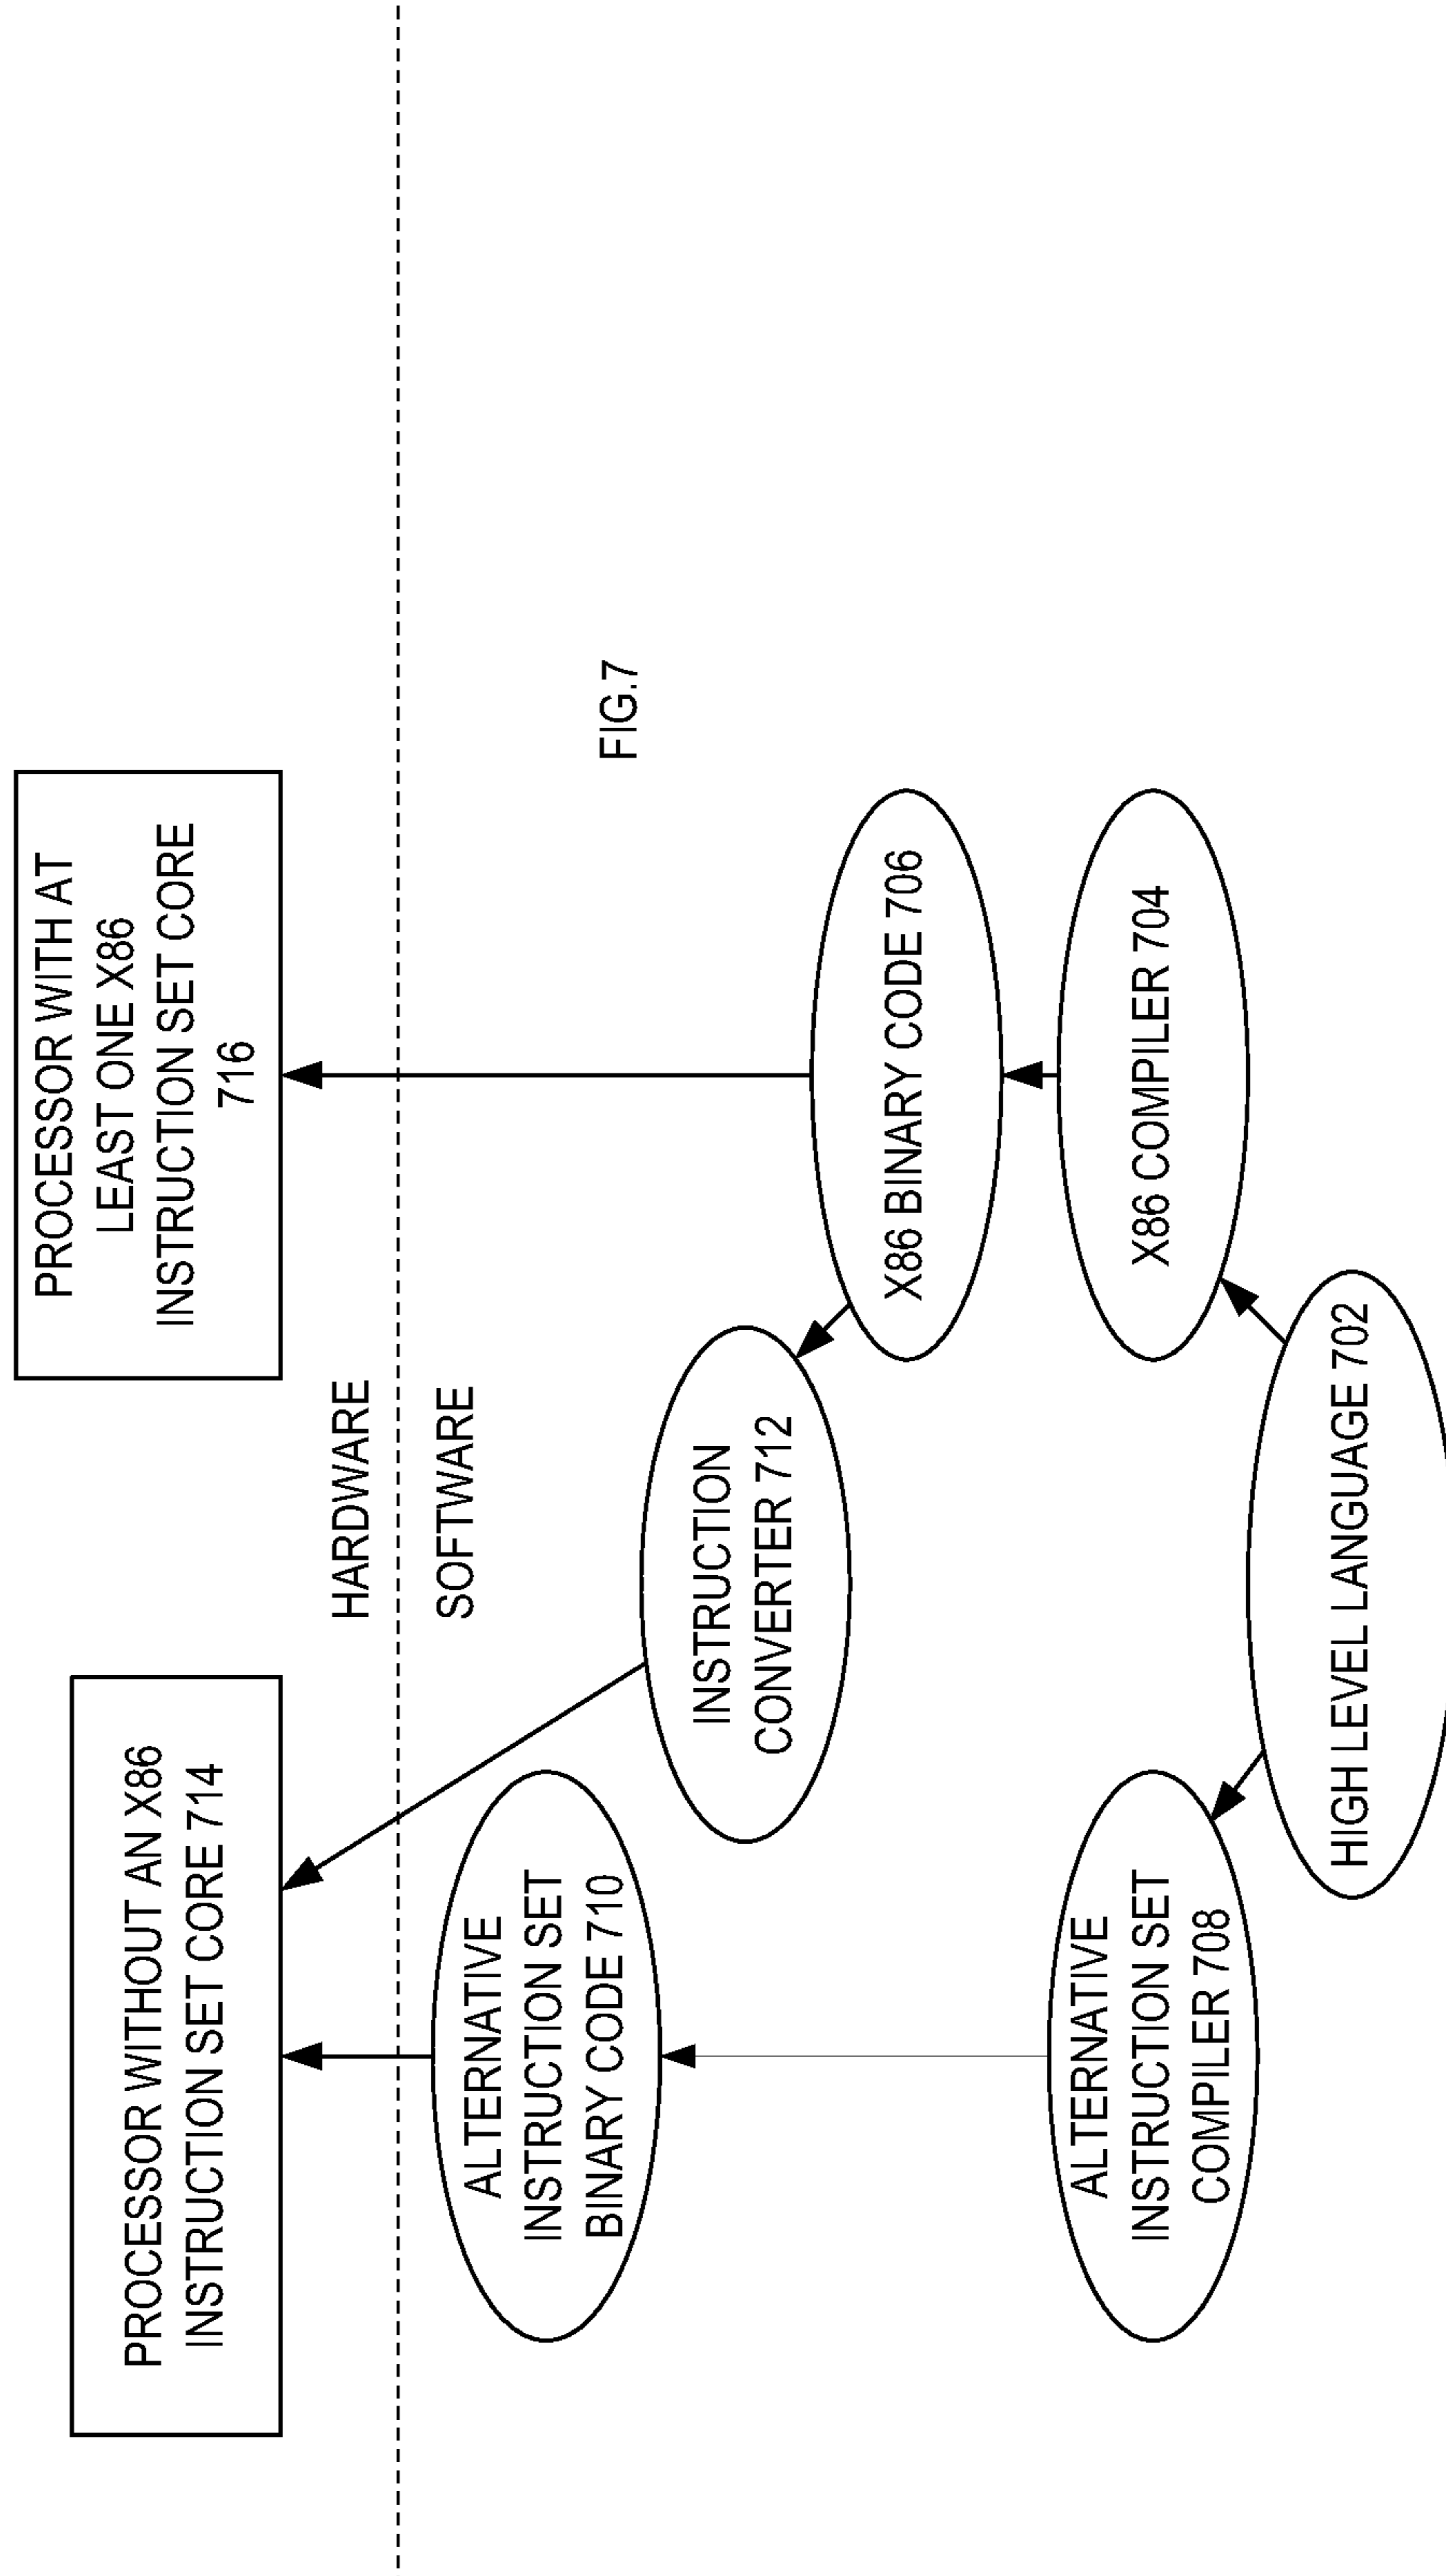 PROCESSOR WITHOUT AN X86
INSTRUCTION SET CORE 714
PROCESSOR WITH AT
LEAST ONE X86
INSTRUCTION SET CORE
716
HARDWARE
SOFTWARE
ALTERNATIVE
INSTRUCTION SET
BINARY CODE 710
INSTRUCTION
CONVERTER 712
FIG.7
X86 BINARY CODE 706
ALTERNATIVE
INSTRUCTION SET
COMPILER 708
X86 COMPILER 704
HIGH LEVEL LANGUAGE 702